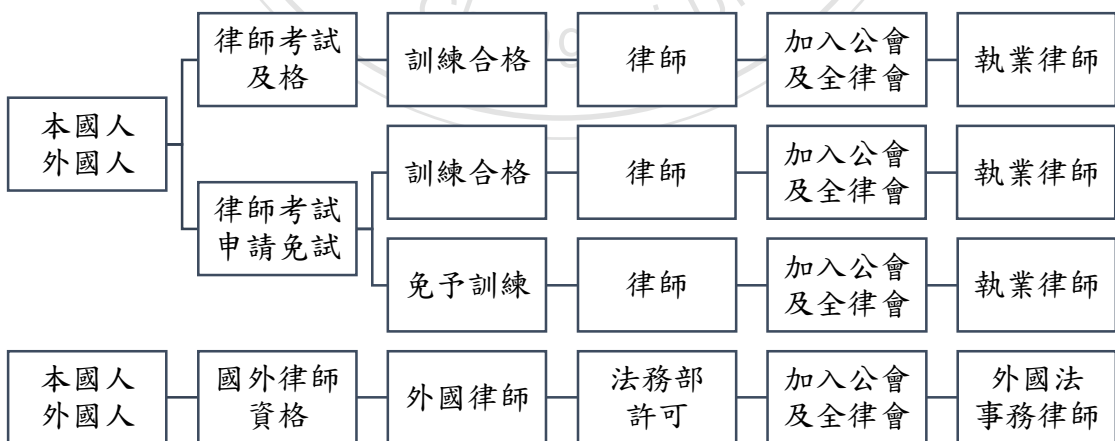 律師考試
及格
訓練合格
律師
加入公會
及全律會
執業律師
本國人
外國人
訓練合格
律師
加入公會
及全律會
執業律師
律師考試
申請免試
免予訓練
律師
加入公會
及全律會
執業律師
本國人
外國人
國外律師
資格
外國律師
法務部
許可
加入公會
及全律會
外國法
事務律師